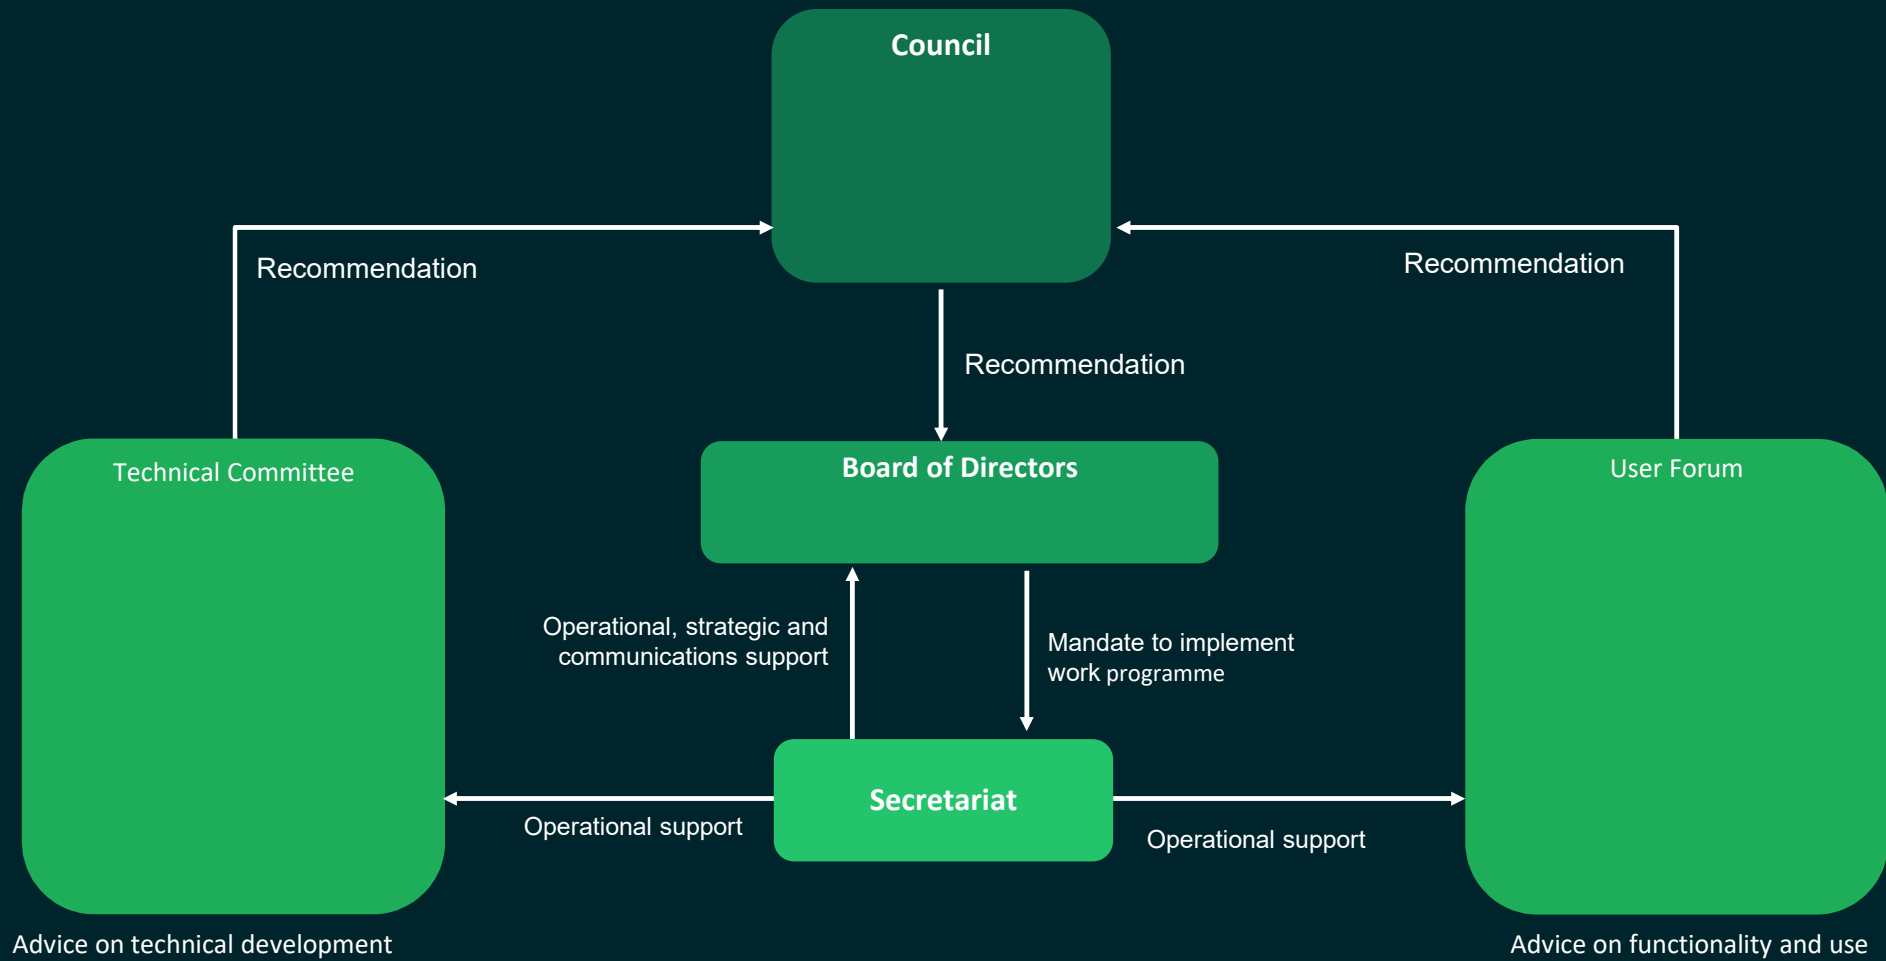 Council
Recommendation
Recommendation
Recommendation
Technical Committee
Board of Directors
User Forum
Operational, strategic and
communications support
Mandate to implement
work programme
Secretariat
Operational support
Operational support
Advice on technical development
Advice on functionality and use